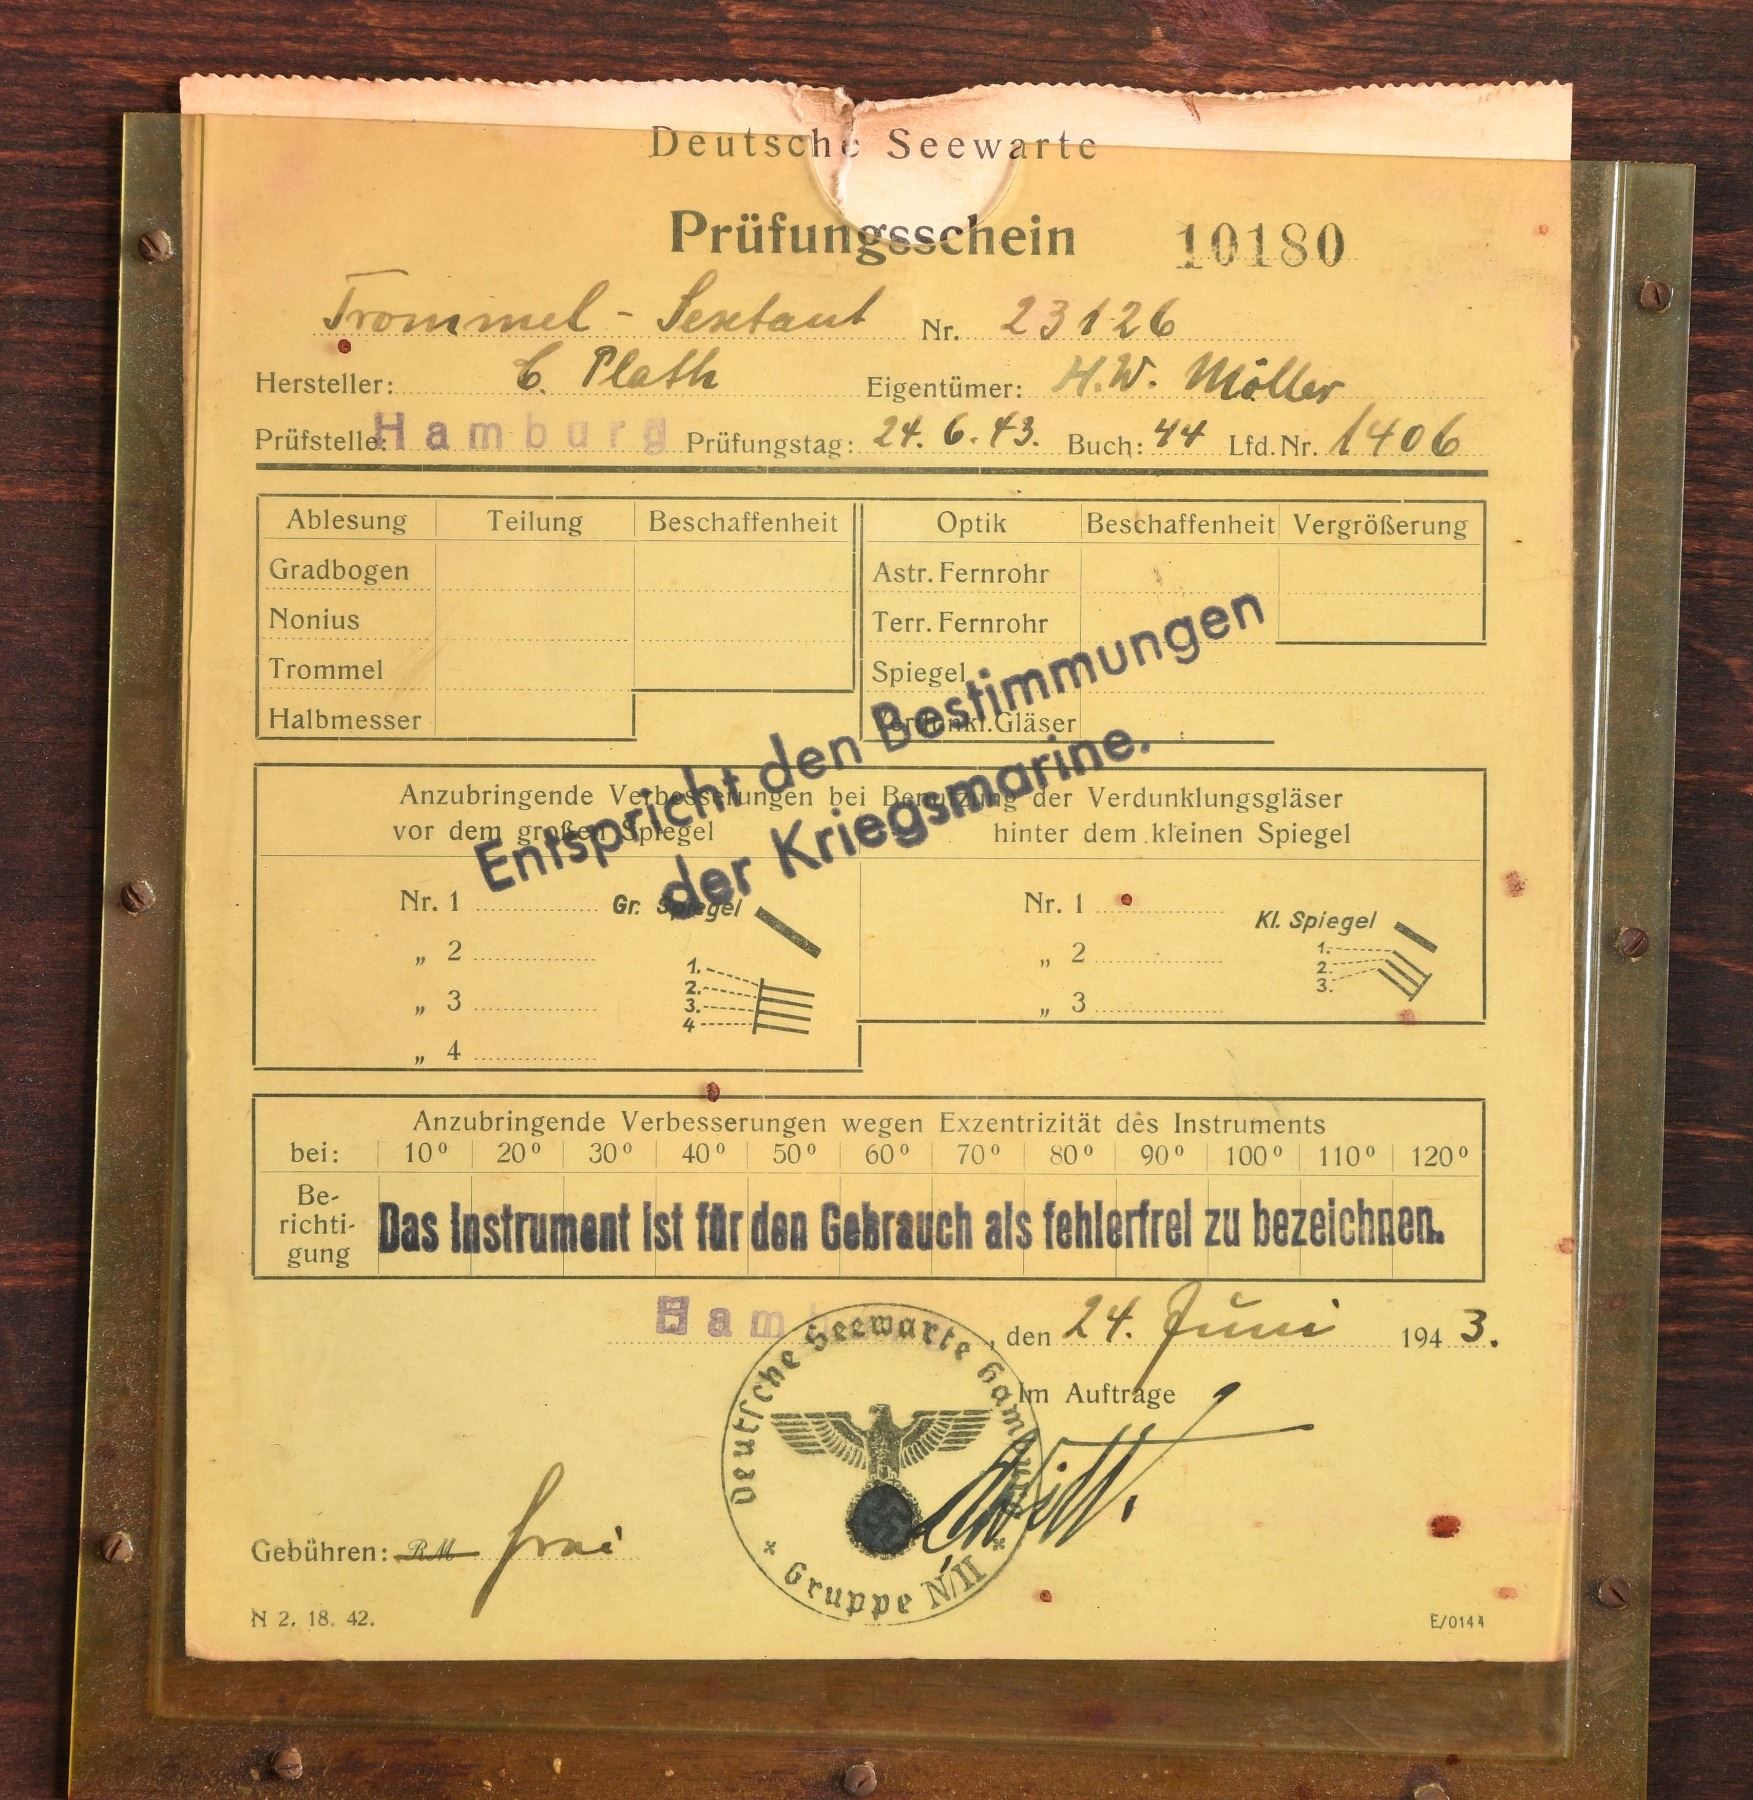 Deutsche Seewarte
Prüfungsschein 10180
Trommel - Sextant Nr. 23126
Hersteller: C. Plath Eigentümer: H.W. Möller
Prüfstelle: Hamburg Prüfungstag: 24. 6. 43. Buch: 44 Lfd. Nr. 1406
Ablesung Teilung Beschaffenheit Optik Beschaffenheit Vergrößerung
Gradbogen Astr. Fernrohr
Nonius Terr. Fernrohr
Trommel Spiegel
Halbmesser Verdunkl. Gläser
Entspricht den Bestimmungen
der Kriegsmarine.
Anzubringende Verbesserungen bei Benutzung der Verdunklungsgläser
vor dem großen Spiegel hinter dem kleinen Spiegel
Nr. 1 Gr. Spiegel Nr. 1 Kl. Spiegel
„ 2 „ 2
„ 3 „ 3
„ 4
1. 1.
2. 2.
3. 3.
4
Anzubringende Verbesserungen wegen Exzentrizität des Instruments
bei: 10° 20° 30° 40° 50° 60° 70° 80° 90° 100° 110° 120°
Be-
richti-
gung
Das Instrument ist für den Gebrauch als fehlerfrei zu bezeichnen.
Ham , den 24. Juni 1943.
Im Auftrage
Deutsche Seewarte Hamburg
Gruppe N/II
Gebühren: RM frei
N 2. 18. 42. E/0144